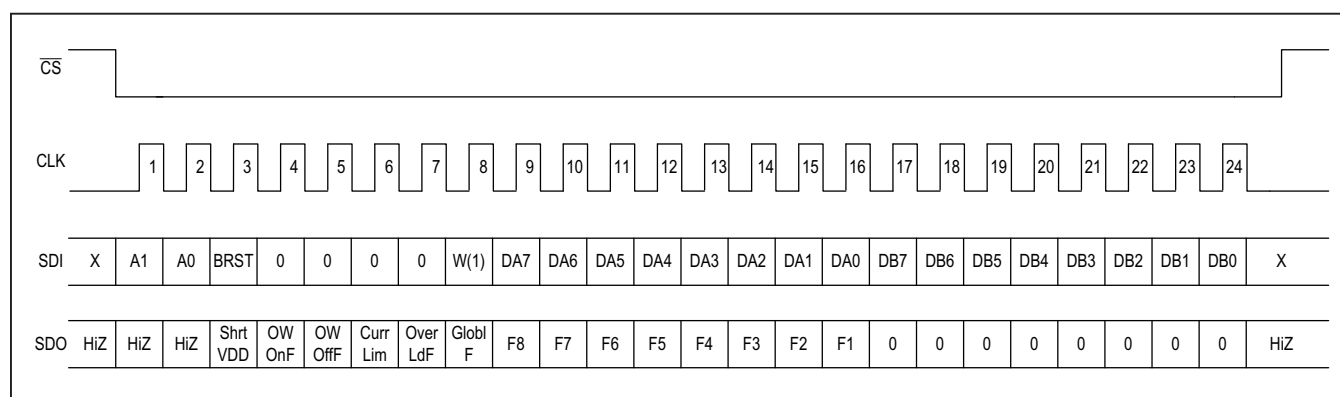 CS
CLK 1 2 3 4 5 6 7 8 9 10 11 12 13 14 15 16 17 18 19 20 21 22 23 24
SDI X A1 A0 BRST 0 0 0 0 W(1) DA7 DA6 DA5 DA4 DA3 DA2 DA1 DA0 DB7 DB6 DB5 DB4 DB3 DB2 DB1 DB0 X
SDO HiZ HiZ HiZ Shrt VDD OW OnF OW OffF Curr Lim Over LdF Globl F F8 F7 F6 F5 F4 F3 F2 F1 0 0 0 0 0 0 0 0 HiZ